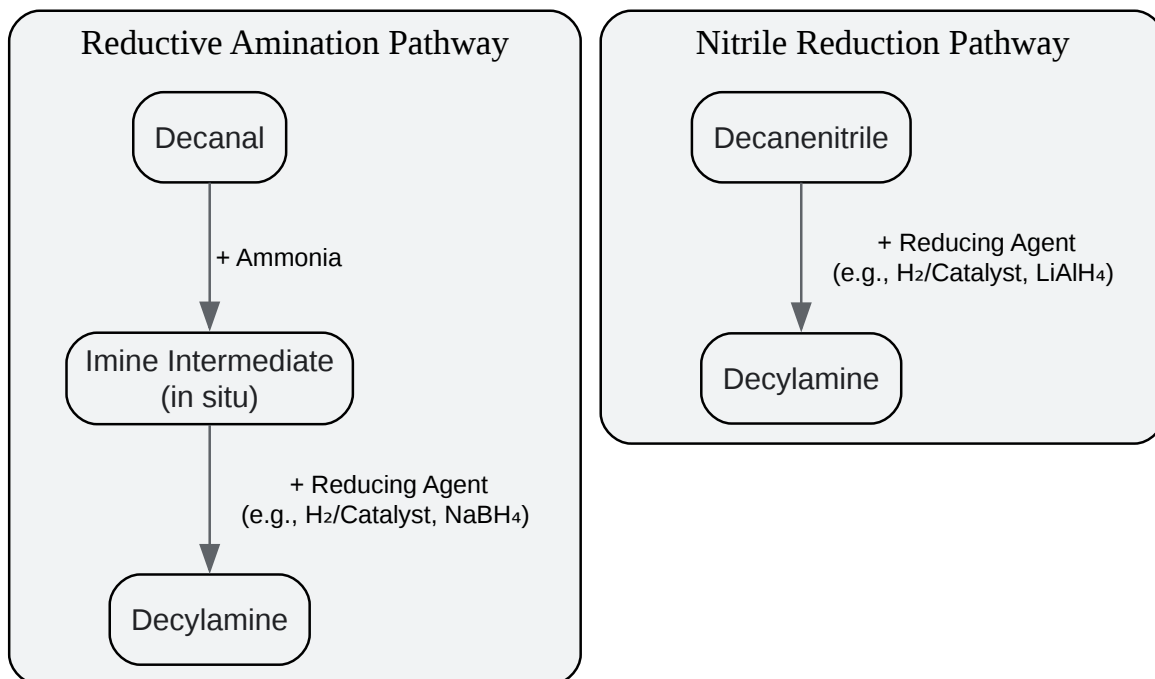 Reductive Amination Pathway
Decanal
+ Ammonia
Imine Intermediate
(in situ)
+ Reducing Agent
(e.g., H₂/Catalyst, NaBH₄)
Decylamine
Nitrile Reduction Pathway
Decanenitrile
+ Reducing Agent
(e.g., H₂/Catalyst, LiAlH₄)
Decylamine